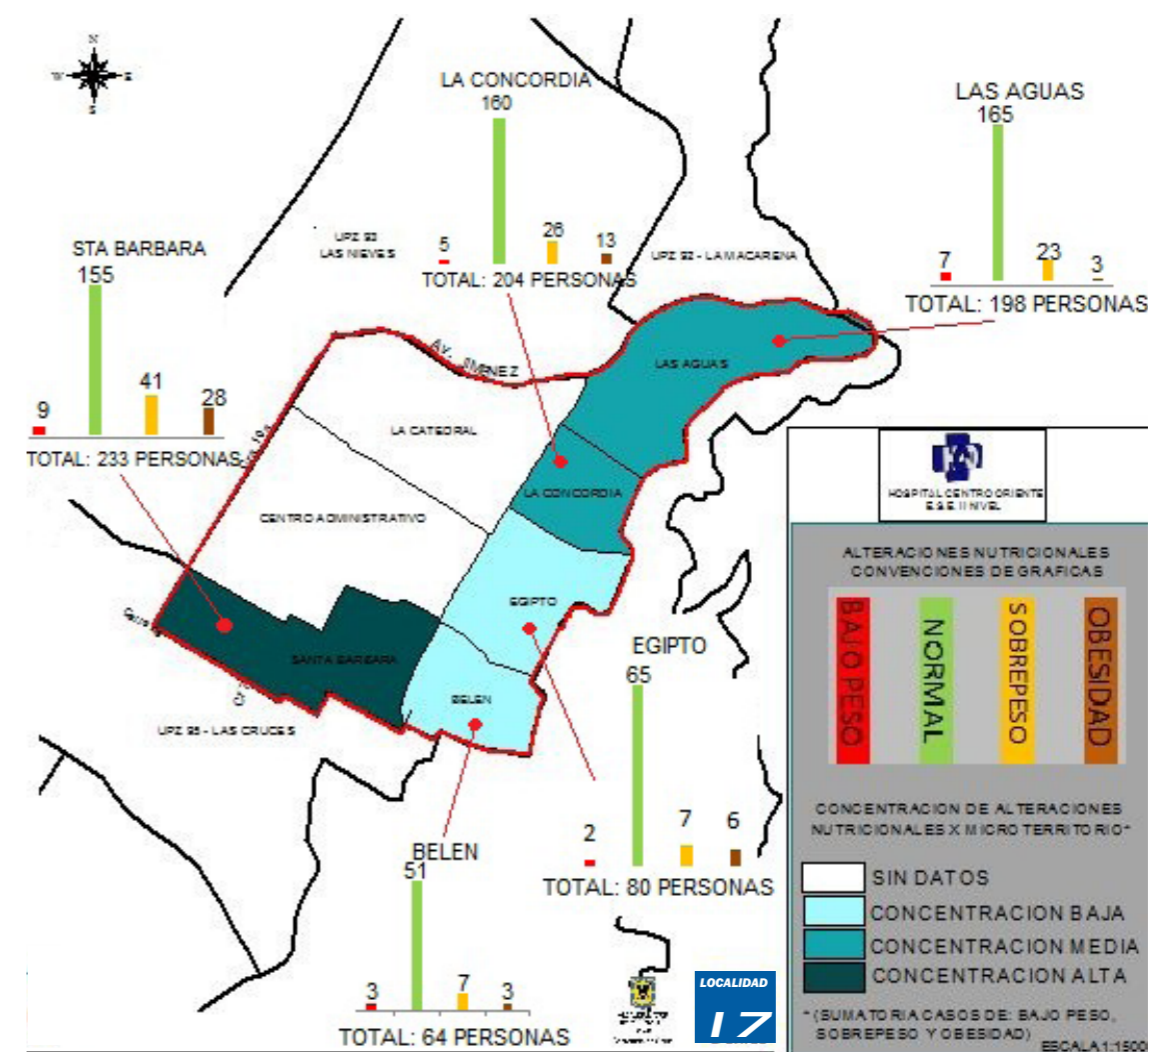 N
W
E
S
LA CONCORDIA
160
5
26
13
TOTAL: 204 PERSONAS
LAS AGUAS
165
7
23
3
TOTAL: 198 PERSONAS
STA BARBARA
155
9
41
28
TOTAL: 233 PERSONAS
UPZ 93
LAS NIEVES
UPZ 92 - LA MACARENA
AV. JIMENEZ
LAS AGUAS
LA CATEDRAL
LA CONCORDIA
CENTRO ADMINISTRATIVO
EGIPTO
SANTA BARBARA
BELEN
UPZ 95 - LAS CRUCES
EGIPTO
65
2
7
6
TOTAL: 80 PERSONAS
BELEN
51
3
7
3
TOTAL: 64 PERSONAS
HOSPITAL CENTRO ORIENTE
E.S.E. II NIVEL
ALTERACIONES NUTRICIONALES
CONVENCIONES DE GRAFICAS
BAJO PESO
NORMAL
SOBREPESO
OBESIDAD
CONCENTRACION DE ALTERACIONES
NUTRICIONALES X MICRO TERRITORIO*
SIN DATOS
CONCENTRACION BAJA
CONCENTRACION MEDIA
CONCENTRACION ALTA
* (SUMATORIA CASOS DE: BAJO PESO,
SOBREPESO Y OBESIDAD)
ESCALA 1:1500
LOCALIDAD
17